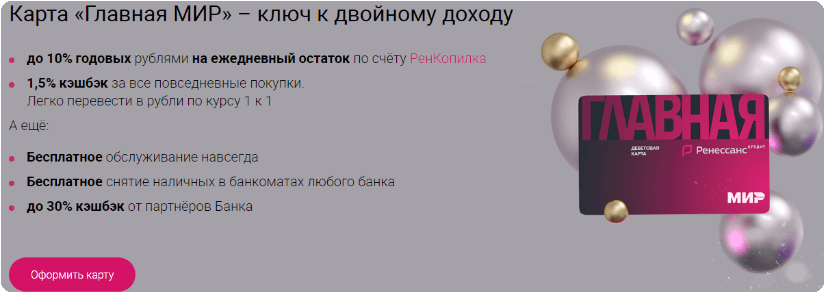 Карта «Главная МИР» – ключ к двойному доходу
до 10% годовых рублями на ежедневный остаток по счёту РенКопилка
1,5% кэшбэк за все повседневные покупки.
Легко перевести в рубли по курсу 1 к 1
А ещё:
Бесплатное обслуживание навсегда
Бесплатное снятие наличных в банкоматах любого банка
до 30% кэшбэк от партнёров Банка
Оформить карту
ГЛАВНАЯ
ДЕБЕТОВАЯ
КАРТА
Ренессанс КРЕДИТ
МИР